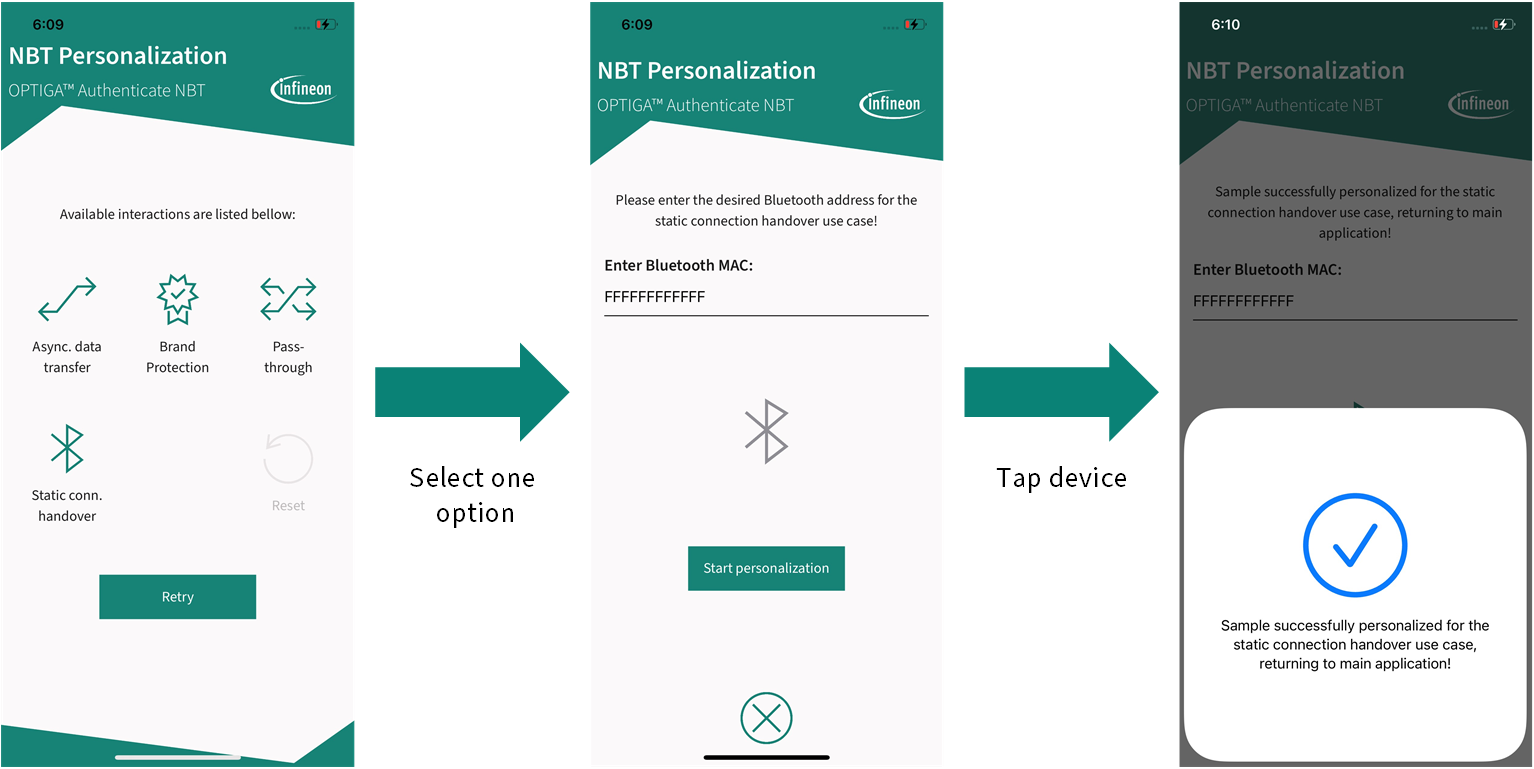 6:09
NBT Personalization
OPTIGA™ Authenticate NBT
infineon
Available interactions are listed bellow:
Async. data
transfer
Brand
Protection
Pass-
through
Static conn.
handover
Reset
Retry
Select one
option
6:09
NBT Personalization
OPTIGA™ Authenticate NBT
infineon
Please enter the desired Bluetooth address for the
static connection handover use case!
Enter Bluetooth MAC:
FFFFFFFFFFFF
Start personalization
Tap device
6:10
NBT Personalization
OPTIGA™ Authenticate NBT
infineon
Sample successfully personalized for the static
connection handover use case, returning to main
application!
Enter Bluetooth MAC:
FFFFFFFFFFFF
Sample successfully personalized for the
static connection handover use case,
returning to main application!